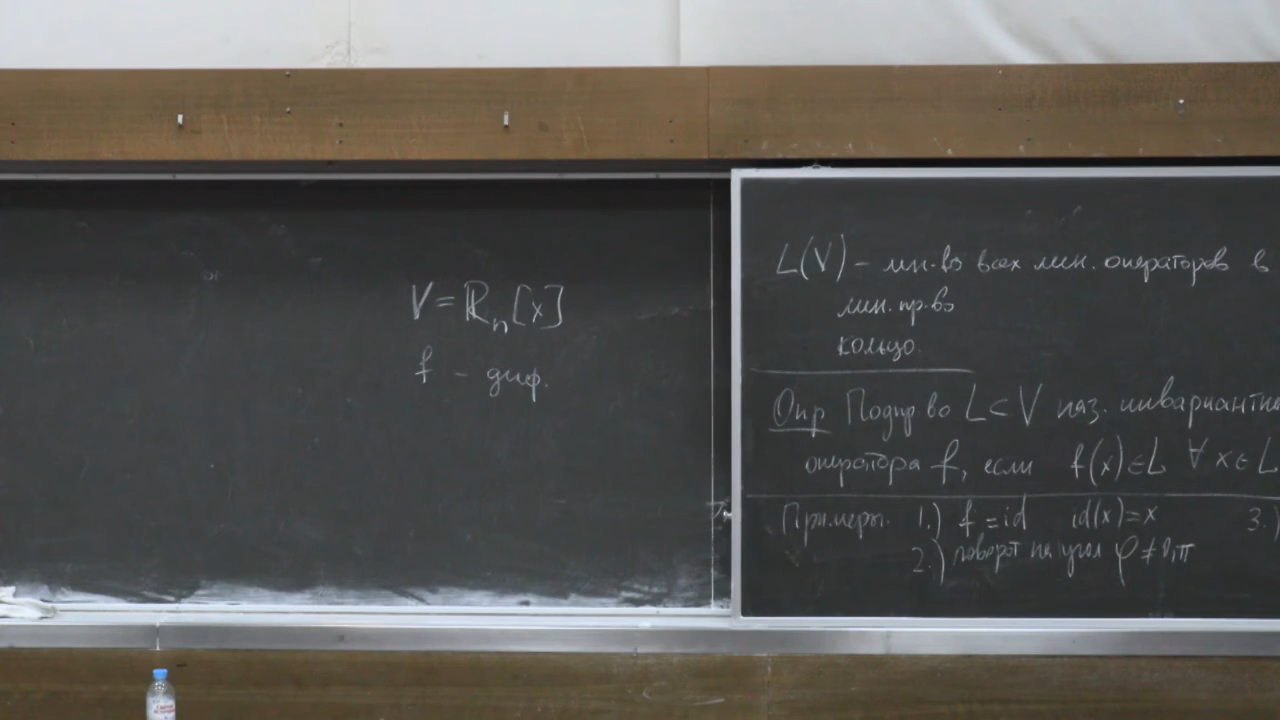 V = ℝₙ[x]
f – диф.
L(V) – мн-во всех лин. операторов в
лин. пр-во
кольцо.
Опр Подпр-во L ⊂ V наз. инвариантн
оператора f, если f(x) ∈ L ∀ x ∈ L
Примеры. 1.) f = id id(x) = x 3.)
2.) поворот на угол φ ≠ 0, π